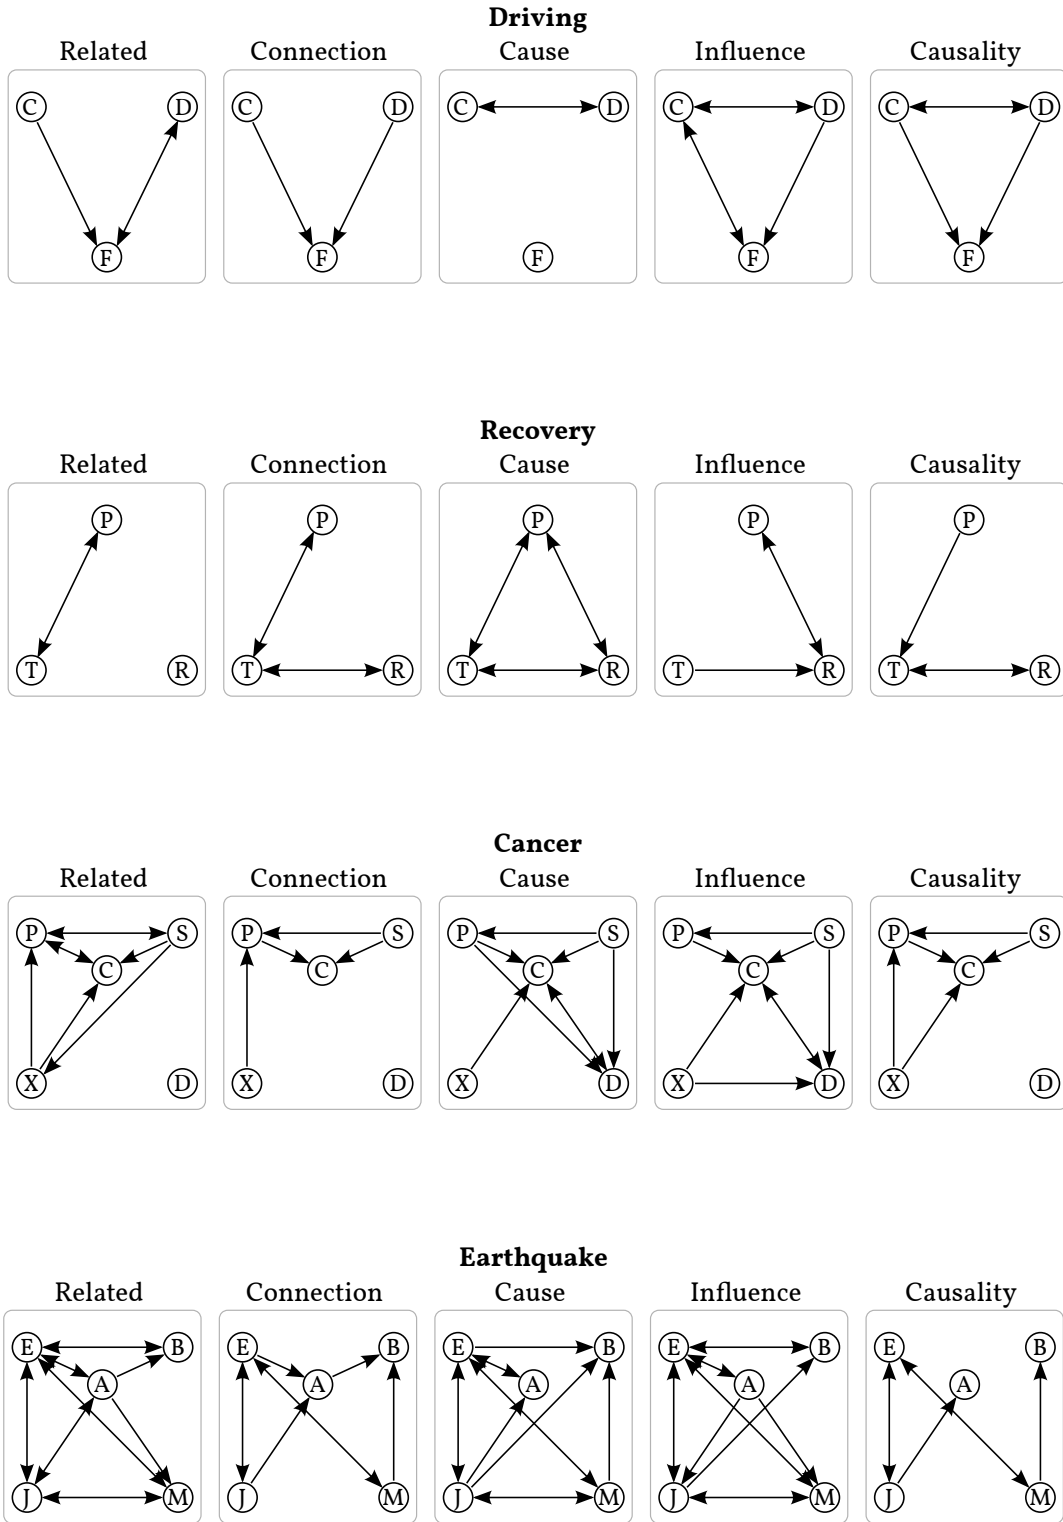 Driving
Related Connection Cause Influence Causality
C D C D C D C D C D
F F F F F
Recovery
Related Connection Cause Influence Causality
P P P P P
T R T R T R T R T R
Cancer
Related Connection Cause Influence Causality
P S P S P S P S P S
C C C C C
X D X D X D X D X D
Earthquake
Related Connection Cause Influence Causality
E B E B E B E B E B
A A A A A
J M J M J M J M J M